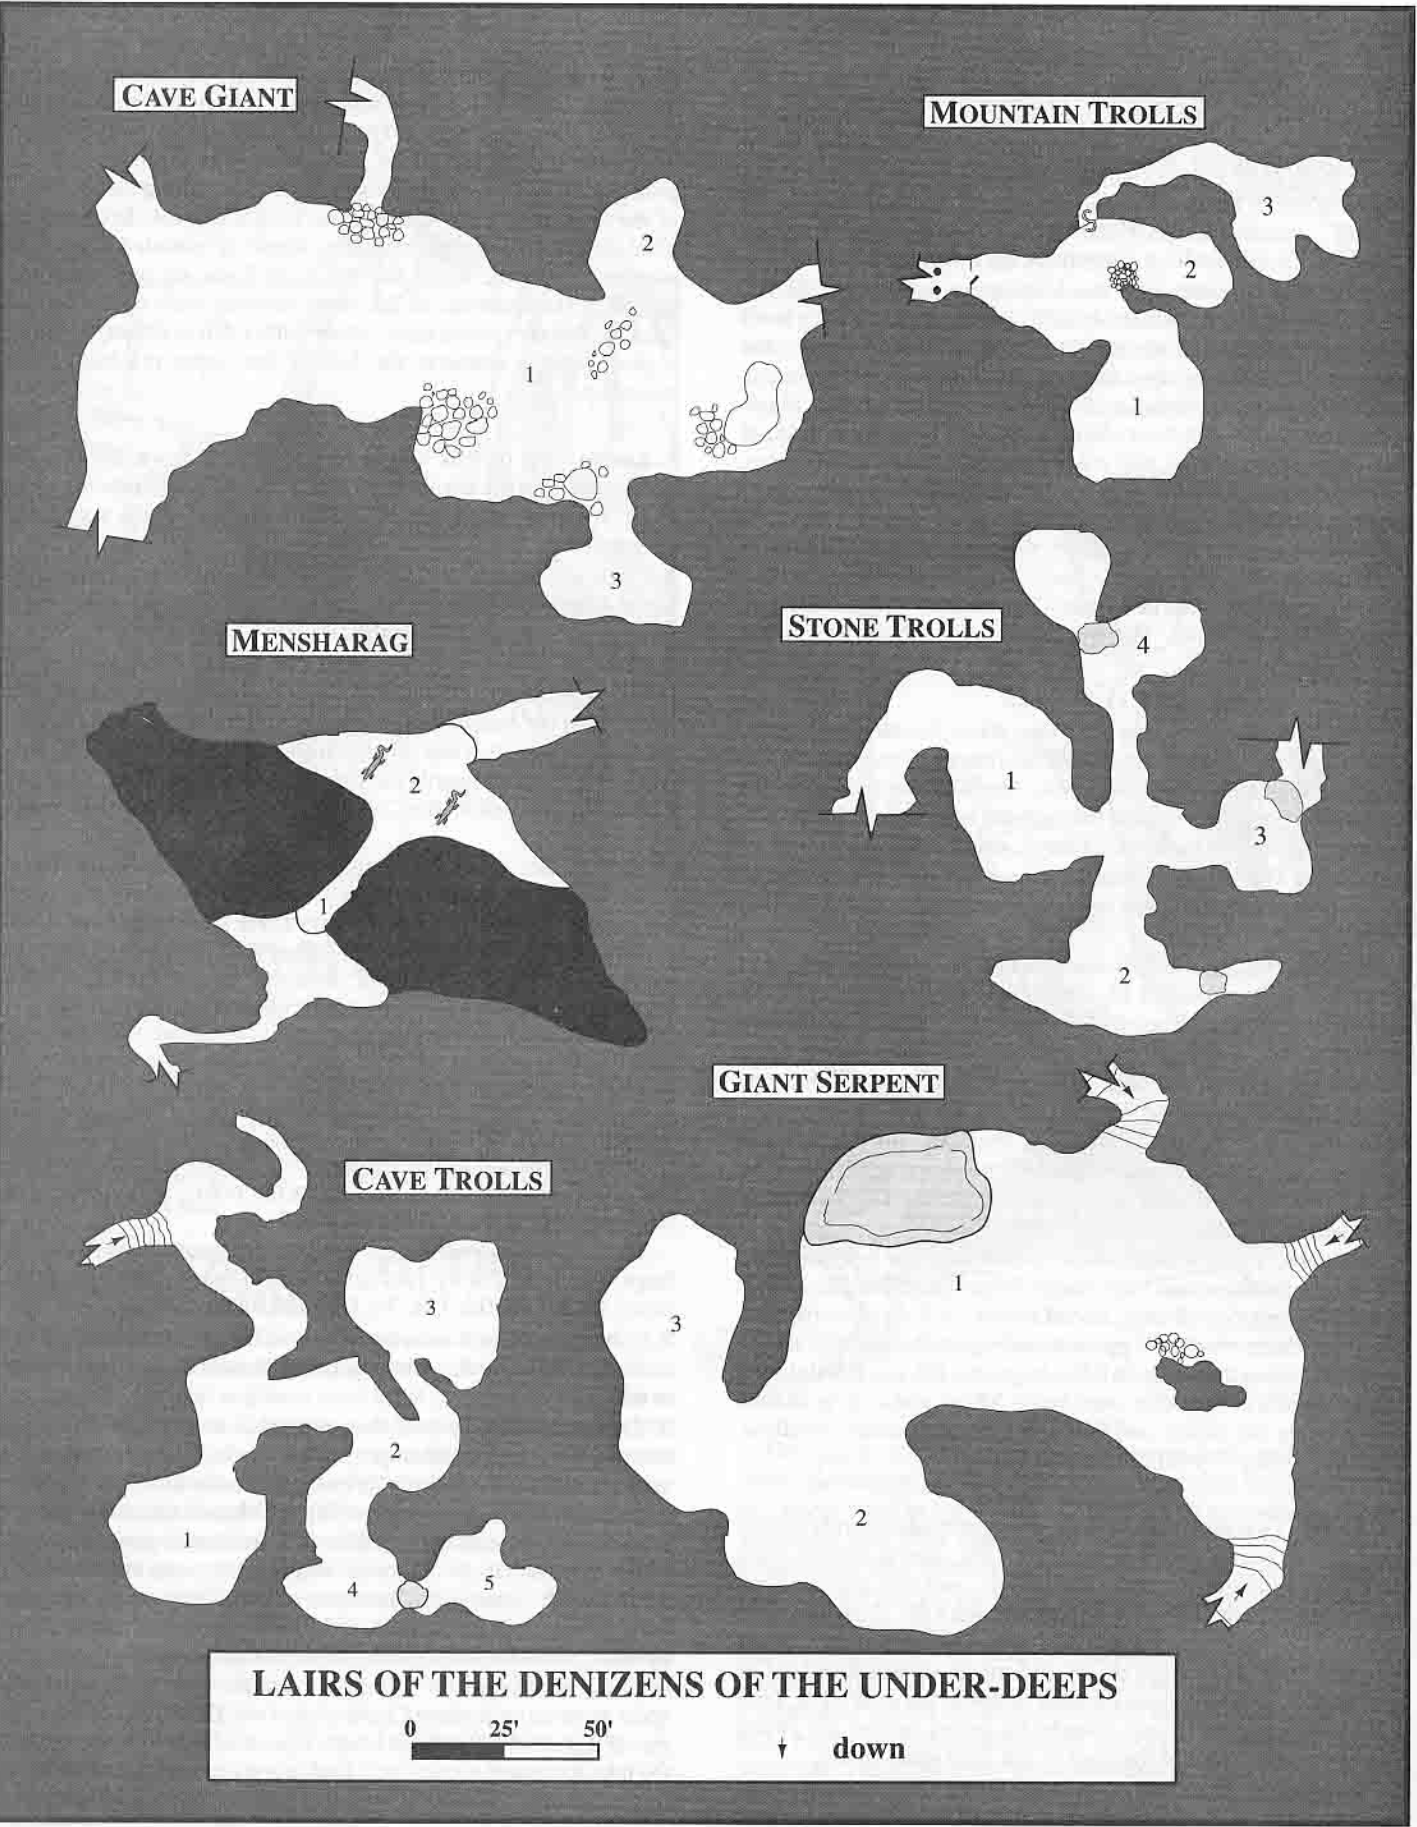 CAVE GIANT
MOUNTAIN TROLLS
3
2
2
1
1
3
MENSHARAG
STONE TROLLS
4
1
2
3
1
2
GIANT SERPENT
CAVE TROLLS
1
3
3
2
2
1
4
5
S
LAIRS OF THE DENIZENS OF THE UNDER-DEEPS
0 25' 50'
down